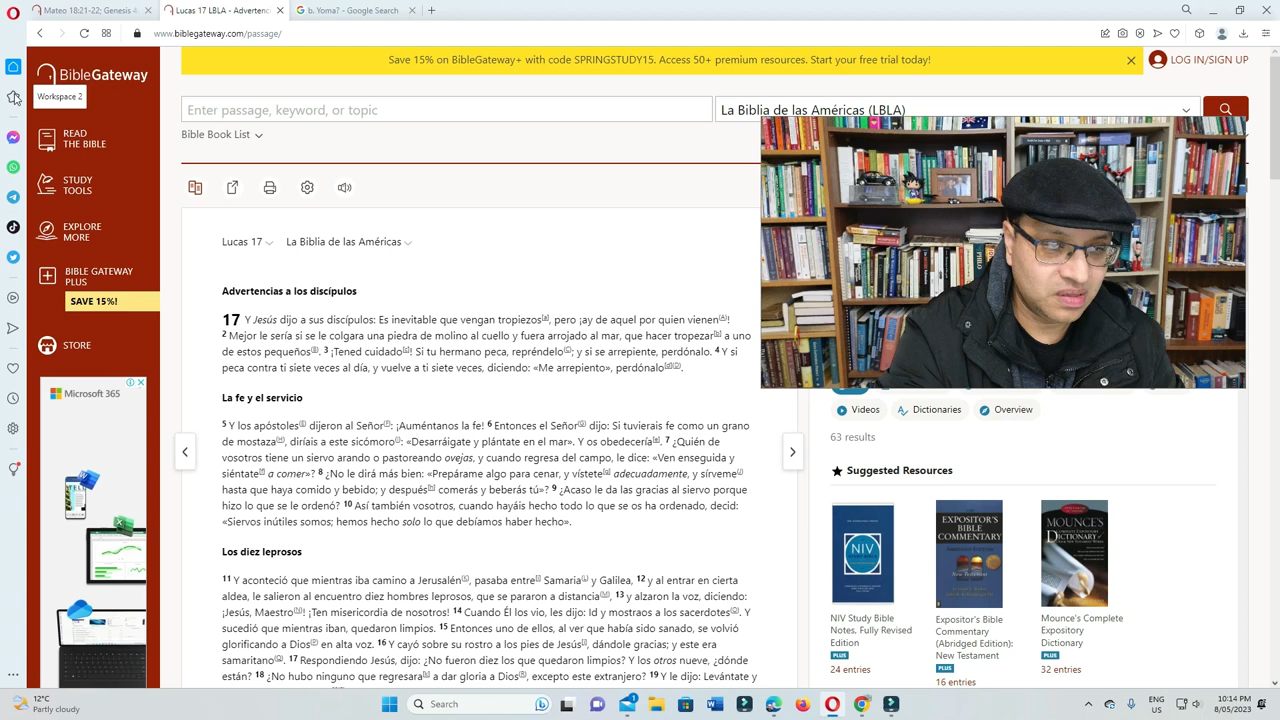 Mateo 18:21-22; Genesis 4:
Lucas 17 LBLA - Advertenc
b. Yoma? - Google Search
www.biblegateway.com/passage/
BibleGateway
Workspace 2
READ
THE BIBLE
STUDY
TOOLS
EXPLORE
MORE
BIBLE GATEWAY
PLUS
SAVE 15%!
STORE
Microsoft 365
Save 15% on BibleGateway+ with code SPRINGSTUDY15. Access 50+ premium resources. Start your free trial today!
LOG IN/SIGN UP
Enter passage, keyword, or topic
La Biblia de las Américas (LBLA)
Bible Book List
Lucas 17 La Biblia de las Américas
Advertencias a los discípulos
17 Y Jesús dijo a sus discípulos: Es inevitable que vengan tropiezos[a], pero ¡ay de aquel por quien vienen(A)!
2 Mejor le sería si se le colgara una piedra de molino al cuello y fuera arrojado al mar, que hacer tropezar[b] a uno
de estos pequeños(B). 3 ¡Tened cuidado[c]! Si tu hermano peca, repréndelo(C); y si se arrepiente, perdónalo. 4 Y si
peca contra ti siete veces al día, y vuelve a ti siete veces, diciendo: «Me arrepiento», perdónalo[d](D).
La fe y el servicio
5 Y los apóstoles(E) dijeron al Señor(F): ¡Auméntanos la fe! 6 Entonces el Señor(G) dijo: Si tuvierais fe como un grano
de mostaza(H), diríais a este sicómoro(I): «Desarráigate y plántate en el mar». Y os obedecería[e]. 7 ¿Quién de
vosotros tiene un siervo arando o pastoreando ovejas, y cuando regresa del campo, le dice: «Ven enseguida y
siéntate[f] a comer»? 8 ¿No le dirá más bien: «Prepárame algo para cenar, y vístete[g] adecuadamente, y sírveme(J)
hasta que haya comido y bebido; y después[h] comerás y beberás tú»? 9 ¿Acaso le da las gracias al siervo porque
hizo lo que se le ordenó? 10 Así también vosotros, cuando hayáis hecho todo lo que se os ha ordenado, decid:
«Siervos inútiles somos; hemos hecho solo lo que debíamos haber hecho».
Los diez leprosos
11 Y aconteció que mientras iba camino a Jerusalén(K), pasaba entre[i] Samaria(L) y Galilea, 12 y al entrar en cierta
aldea, le salieron al encuentro diez hombres leprosos, que se pararon a distancia(M), 13 y alzaron la voz, diciendo:
¡Jesús, Maestro(N)! ¡Ten misericordia de nosotros! 14 Cuando Él los vio, les dijo: Id y mostraos a los sacerdotes(O). Y
sucedió que mientras iban, quedaron limpios. 15 Entonces uno de ellos, al ver que había sido sanado, se volvió
glorificando a Dios(P) en alta voz. 16 Y cayó sobre su rostro a los pies de Jesús, dándole gracias; y este era
samaritano(Q). 17 Respondiendo Jesús, dijo: ¿No fueron diez los que quedaron limpios? Y los otros nueve, ¿dónde
están? 18 ¿No hubo ninguno que regresara a dar gloria a Dios(R), excepto este extranjero? 19 Y le dijo: Levántate y
PHILO
Videos
Dictionaries
Overview
63 results
Suggested Resources
NIV
EXPOSITOR'S
BIBLE
COMMENTARY
MOUNCE'S
NIV Study Bible
Notes, Fully Revised
Edition
PLUS
24 entries
Expositor's Bible
Commentary
(Abridged Edition):
New Testament
PLUS
16 entries
Mounce's Complete
Expository
Dictionary
PLUS
32 entries
12°C
Partly cloudy
Search
ENG
US
10:14 PM
8/05/2023